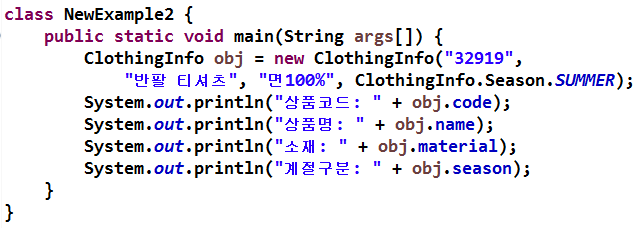 class NewExample2 {
    public static void main(String args[]) {
        ClothingInfo obj = new ClothingInfo("32919",
            "반팔 티셔츠", "면100%", ClothingInfo.Season.SUMMER);
        System.out.println("상품코드: " + obj.code);
        System.out.println("상품명: " + obj.name);
        System.out.println("소재: " + obj.material);
        System.out.println("계절구분: " + obj.season);
    }
}